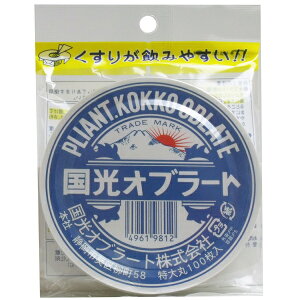 くすりが飲みやすい!!
PLIANT.KOKKO.OBLATE
TRADE MARK
国光オブラート
4961 9812
国光オブラート株式会社
特大丸100枚入